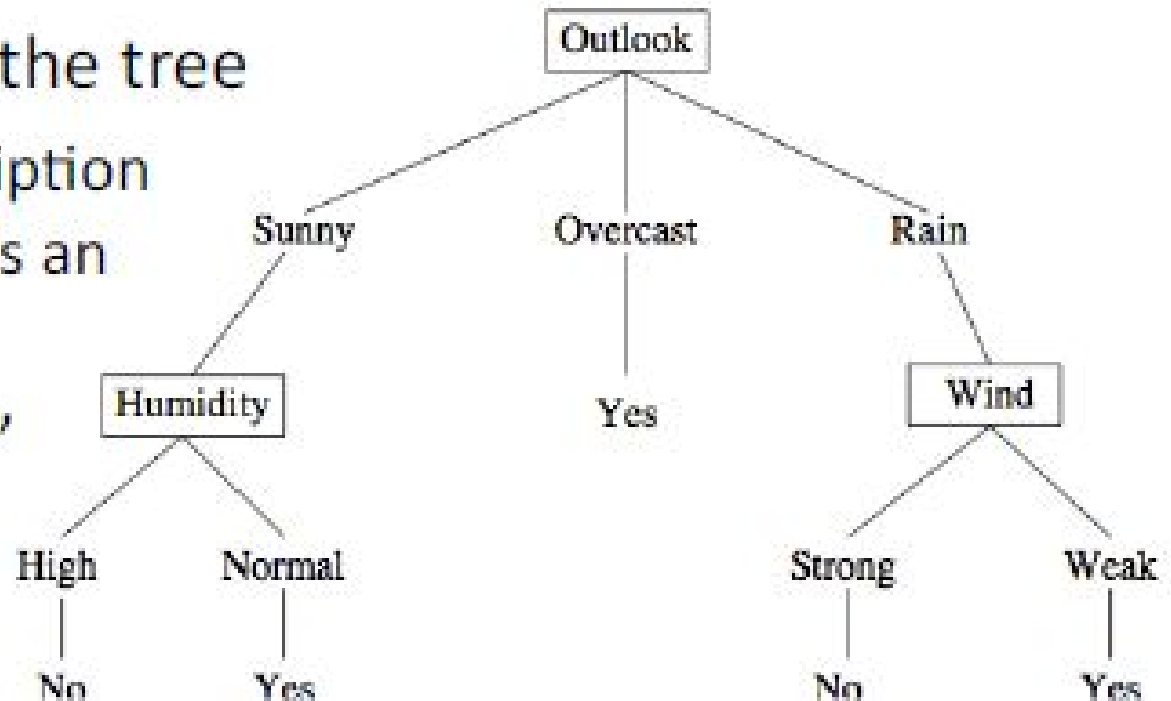 the tree
iption
s an
,
Outlook
Sunny Overcast Rain
Humidity Yes Wind
High Normal Strong Weak
No Yes No Yes